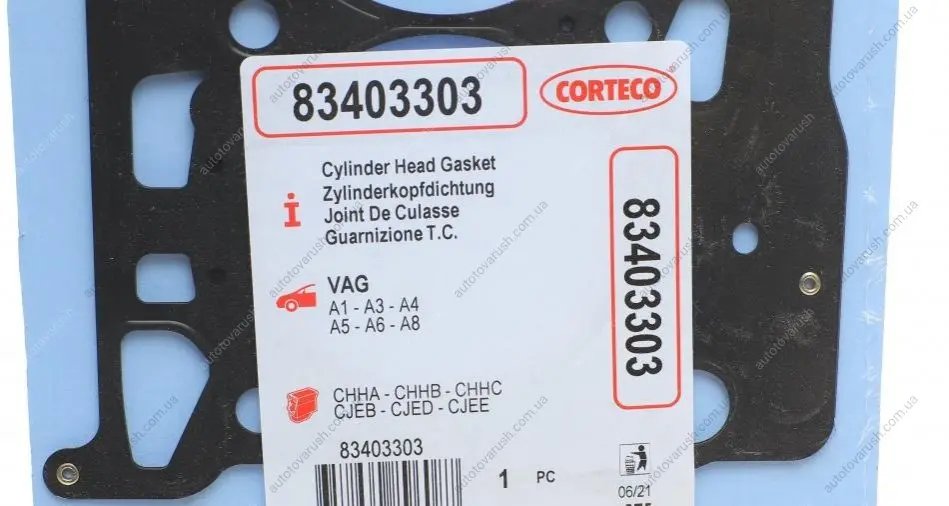 83403303
CORTECO
Cylinder Head Gasket
Zylinderkopfdichtung
Joint De Culasse
Guarnizione T.C.
i
VAG
A1 - A3 - A4
A5 - A6 - A8
83403303
CHHA - CHHB - CHHC
CJEB - CJED - CJEE
83403303
1 PC
06/21
autotovarush.com.ua